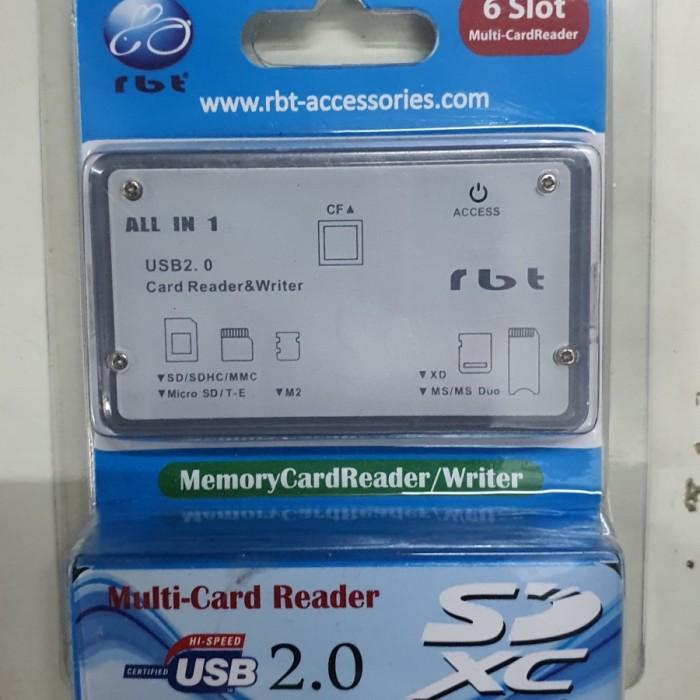 6 Slot
Multi-CardReader
rbt
www.rbt-accessories.com
CF▲
ACCESS
ALL IN 1
USB2.0
Card Reader&Writer
rbt
▼SD/SDHC/MMC
▼Micro SD/T-E
▼M2
▼XD
▼MS/MS Duo
MemoryCardReader/Writer
Multi-Card Reader
SD
XC
HI-SPEED
CERTIFIED
USB 2.0